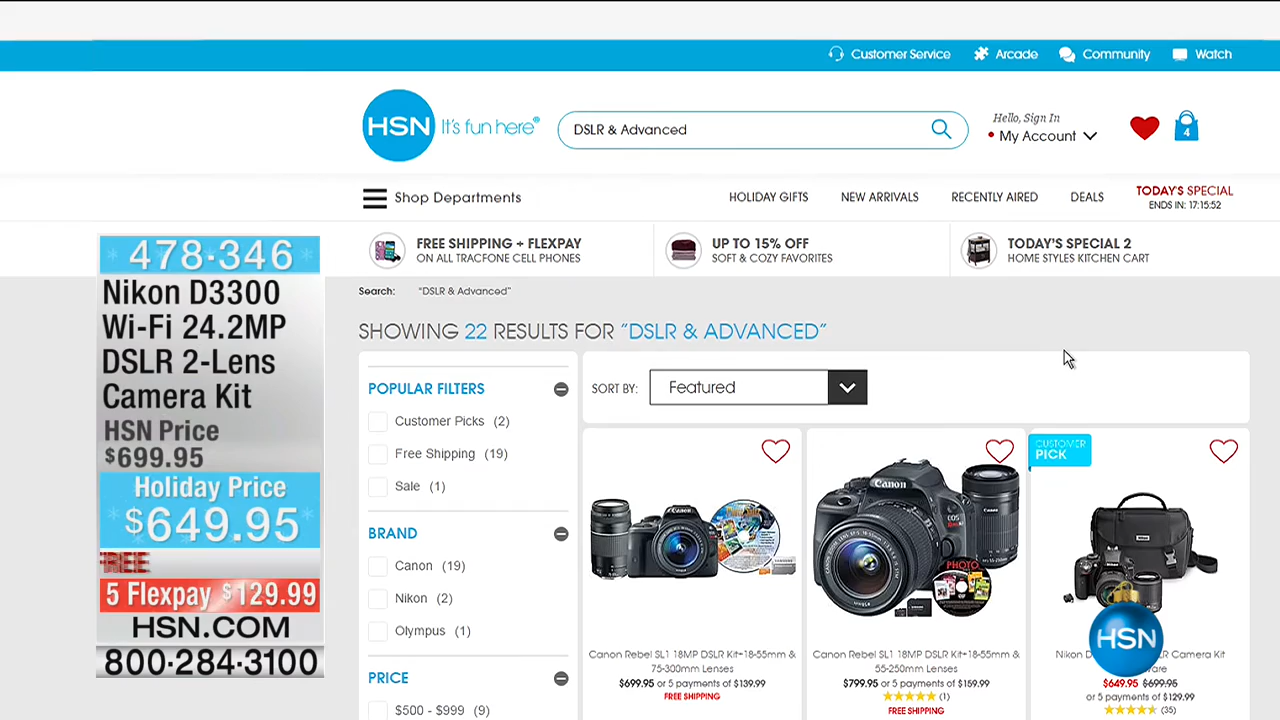 Customer Service
Arcade
Community
Watch
HSN It's fun here®
DSLR & Advanced
Hello, Sign In
My Account
4
Shop Departments
HOLIDAY GIFTS
NEW ARRIVALS
RECENTLY AIRED
DEALS
TODAY'S SPECIAL
ENDS IN: 17:15:52
FREE SHIPPING + FLEXPAY
ON ALL TRACFONE CELL PHONES
UP TO 15% OFF
SOFT & COZY FAVORITES
TODAY'S SPECIAL 2
HOME STYLES KITCHEN CART
478·346
Nikon D3300
Wi-Fi 24.2MP
DSLR 2-Lens
Camera Kit
HSN Price
$699.95
Holiday Price
$649.95
5 Flexpay $129.99
HSN.COM
800·284·3100
Search: "DSLR & Advanced"
SHOWING 22 RESULTS FOR "DSLR & ADVANCED"
POPULAR FILTERS
Customer Picks (2)
Free Shipping (19)
Sale (1)
BRAND
Canon (19)
Nikon (2)
Olympus (1)
PRICE
$500 - $999 (9)
SORT BY: Featured
Canon
Canon Rebel SL1 18MP DSLR Kit+18-55mm &
75-300mm Lenses
$699.95 or 5 payments of $139.99
FREE SHIPPING
Canon
EOS
PHOTO
Canon Rebel SL1 18MP DSLR Kit+18-55mm &
55-250mm Lenses
$799.95 or 5 payments of $159.99
(1)
FREE SHIPPING
CUSTOMER
PICK
HSN
Camera Kit
$649.95 $699.95
or 5 payments of $129.99
(35)